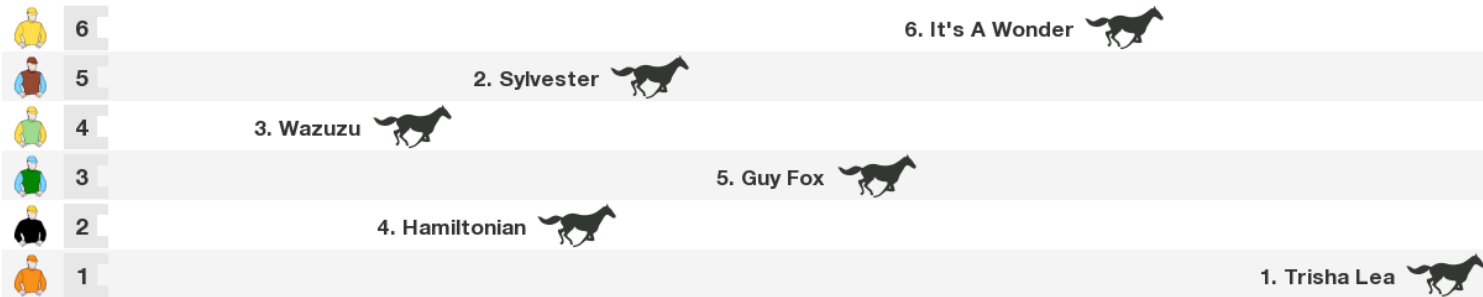 6 6. It's A Wonder
5 2. Sylvester
4 3. Wazuzu
3 5. Guy Fox
2 4. Hamiltonian
1 1. Trisha Lea